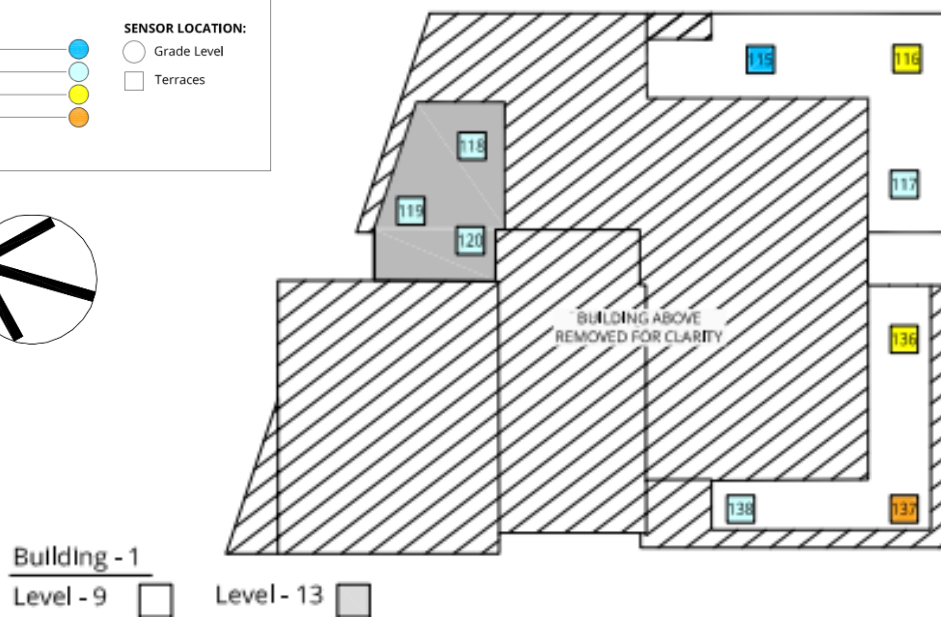 SENSOR LOCATION:
Grade Level
Terraces
115
116
118
117
119
120
BUILDING ABOVE
REMOVED FOR CLARITY
136
138
137
Building - 1
Level - 9
Level - 13